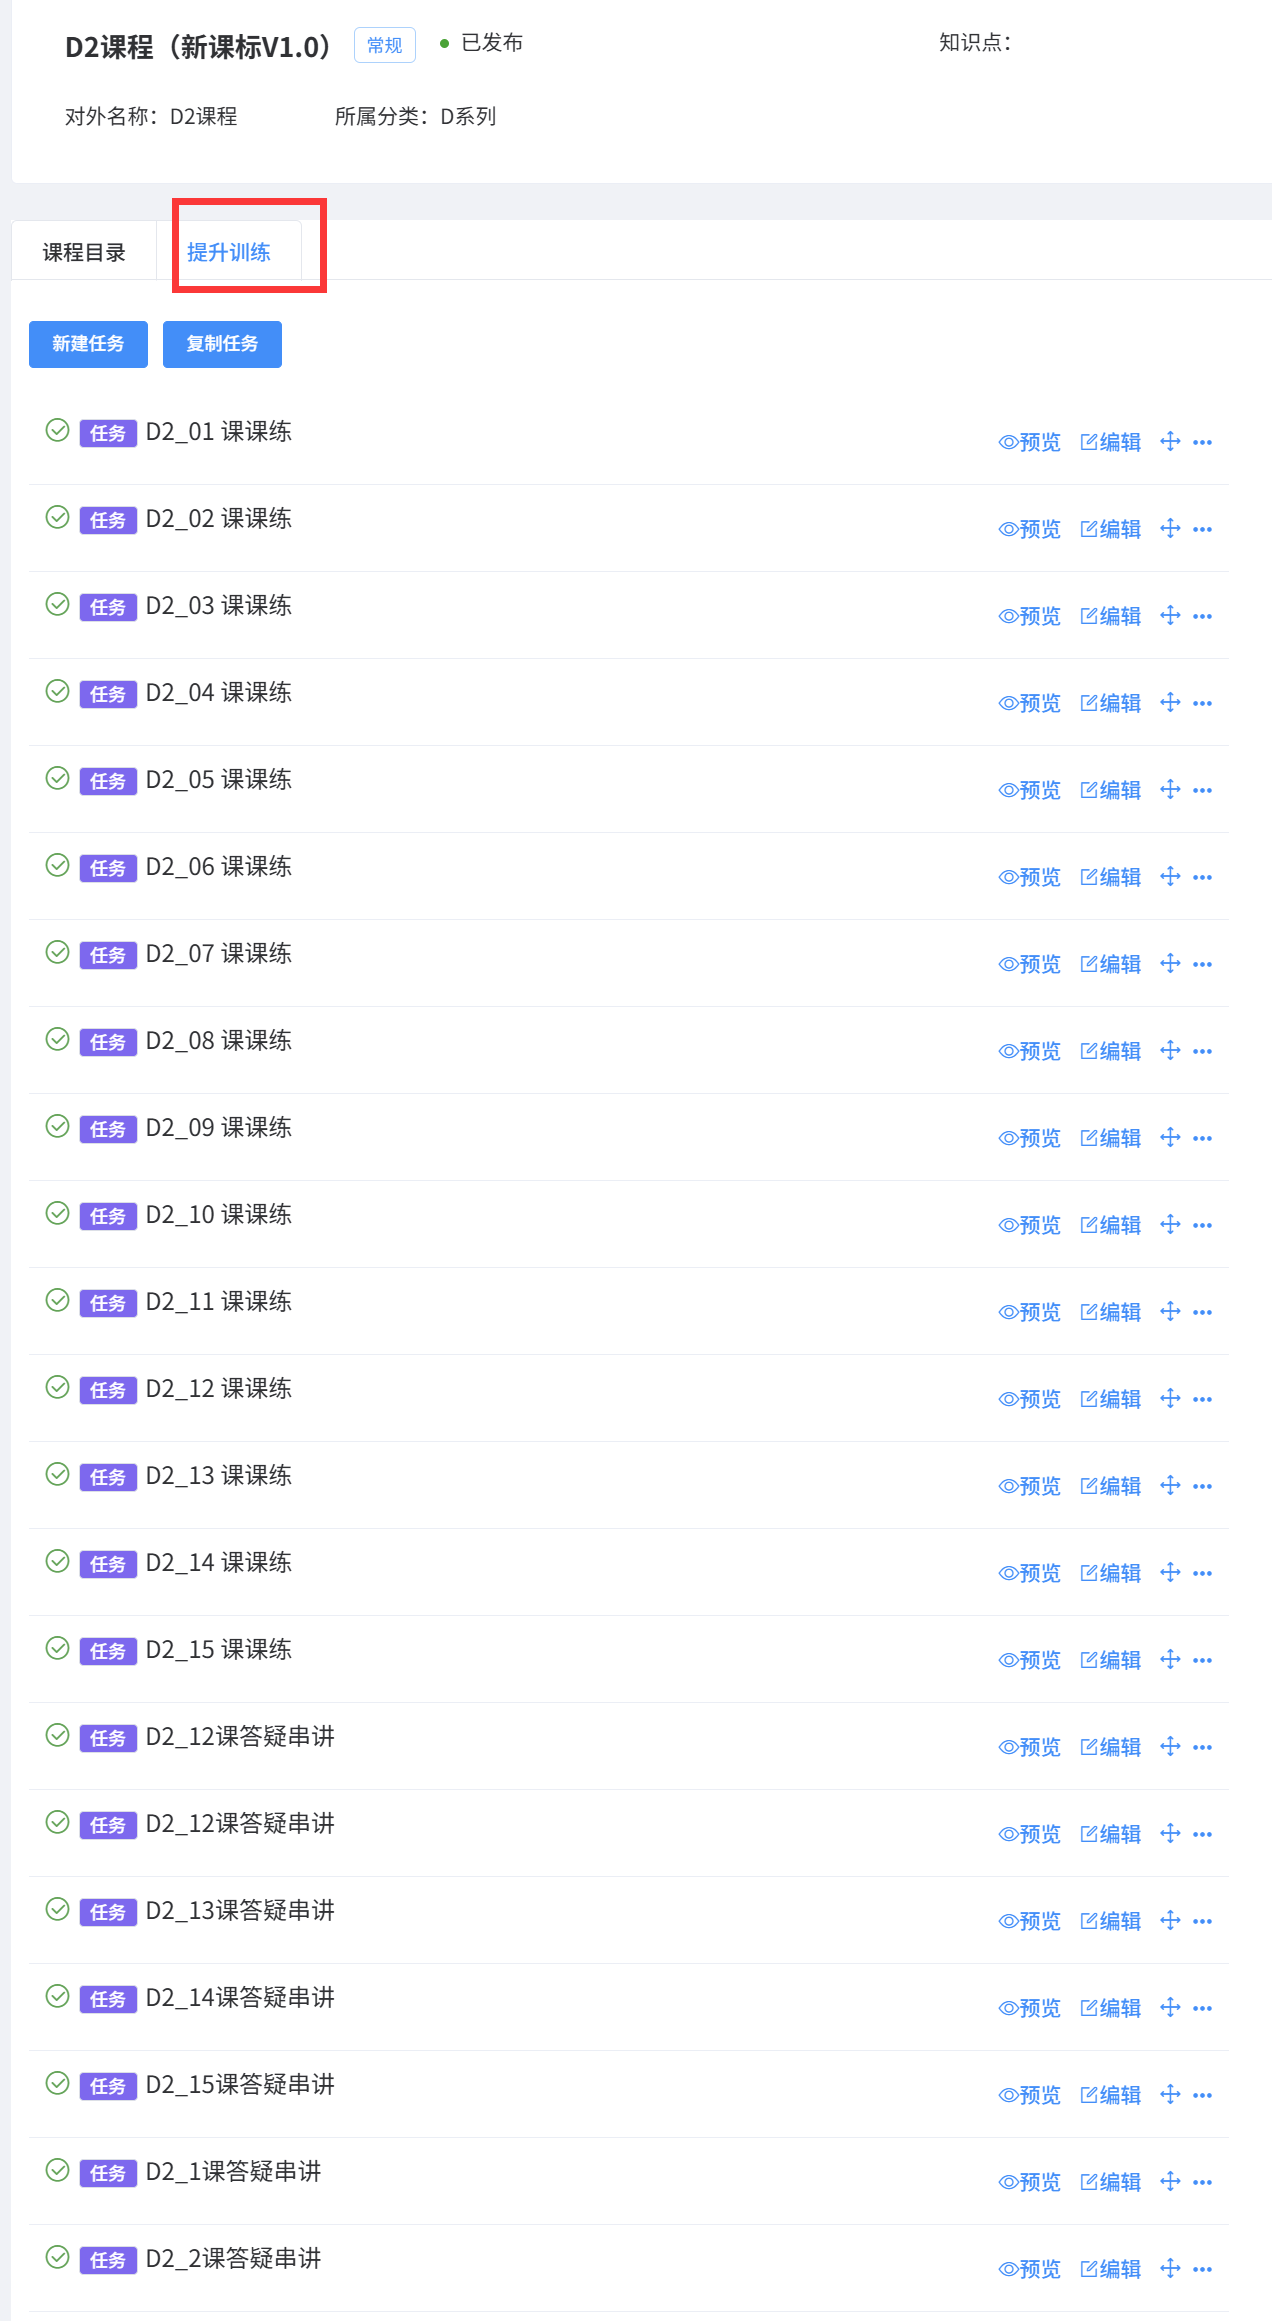 D2课程（新课标V1.0） 常规 已发布 知识点：
对外名称：D2课程 所属分类：D系列
课程目录 提升训练
新建任务 复制任务
任务 D2_01 课课练 预览 编辑
任务 D2_02 课课练 预览 编辑
任务 D2_03 课课练 预览 编辑
任务 D2_04 课课练 预览 编辑
任务 D2_05 课课练 预览 编辑
任务 D2_06 课课练 预览 编辑
任务 D2_07 课课练 预览 编辑
任务 D2_08 课课练 预览 编辑
任务 D2_09 课课练 预览 编辑
任务 D2_10 课课练 预览 编辑
任务 D2_11 课课练 预览 编辑
任务 D2_12 课课练 预览 编辑
任务 D2_13 课课练 预览 编辑
任务 D2_14 课课练 预览 编辑
任务 D2_15 课课练 预览 编辑
任务 D2_12课答疑串讲 预览 编辑
任务 D2_12课答疑串讲 预览 编辑
任务 D2_13课答疑串讲 预览 编辑
任务 D2_14课答疑串讲 预览 编辑
任务 D2_15课答疑串讲 预览 编辑
任务 D2_1课答疑串讲 预览 编辑
任务 D2_2课答疑串讲 预览 编辑